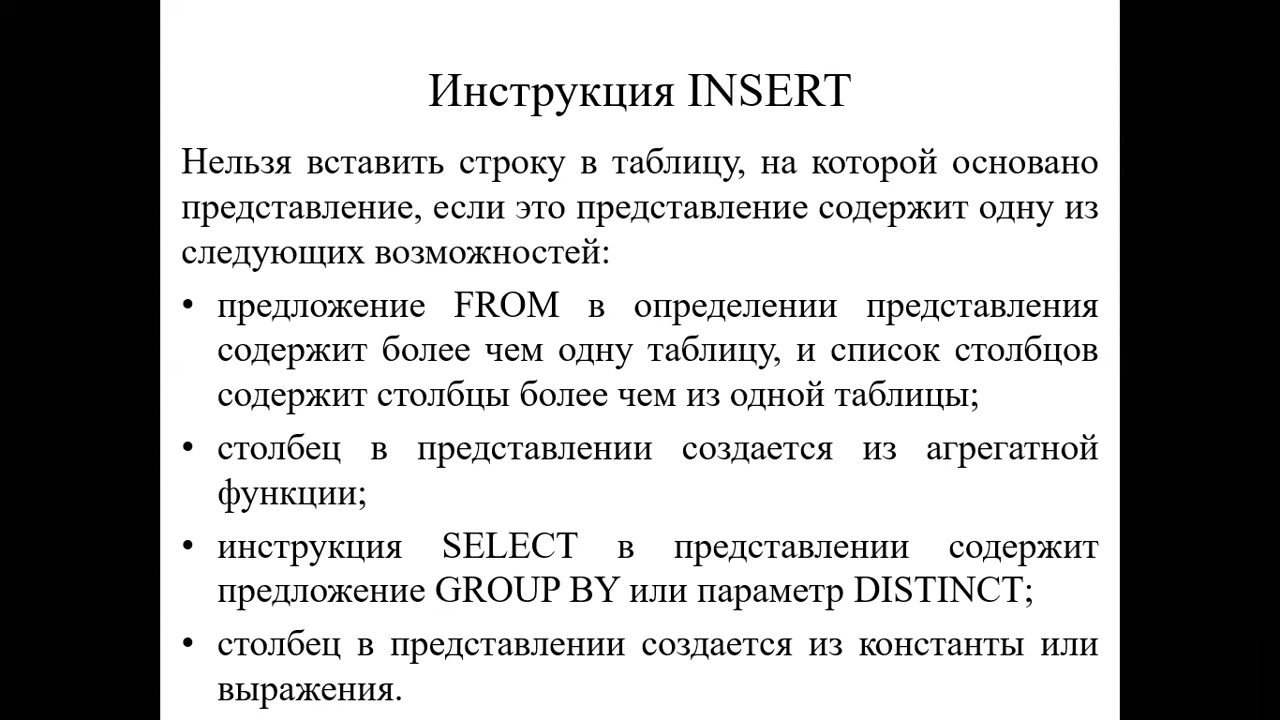 Инструкция INSERT
Нельзя вставить строку в таблицу, на которой основано
представление, если это представление содержит одну из
следующих возможностей:
• предложение FROM в определении представления
содержит более чем одну таблицу, и список столбцов
содержит столбцы более чем из одной таблицы;
• столбец в представлении создается из агрегатной
функции;
• инструкция SELECT в представлении содержит
предложение GROUP BY или параметр DISTINCT;
• столбец в представлении создается из константы или
выражения.